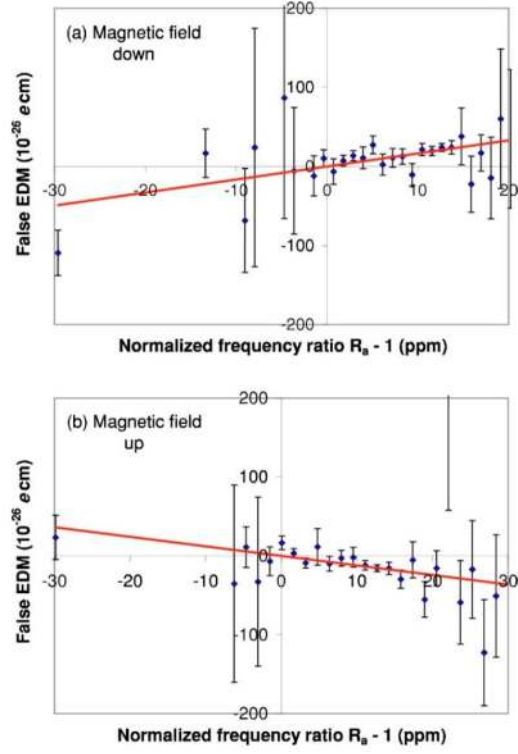 (a) Magnetic field
down
False EDM (10⁻²⁶ e cm)
200
100
0
-30
-20
-10
0
10
20
-100
-200
Normalized frequency ratio Rₐ - 1 (ppm)
(b) Magnetic field
up
False EDM (10⁻²⁶ e cm)
200
100
0
-30
-20
-10
0
10
20
30
-100
-200
Normalized frequency ratio Rₐ - 1 (ppm)